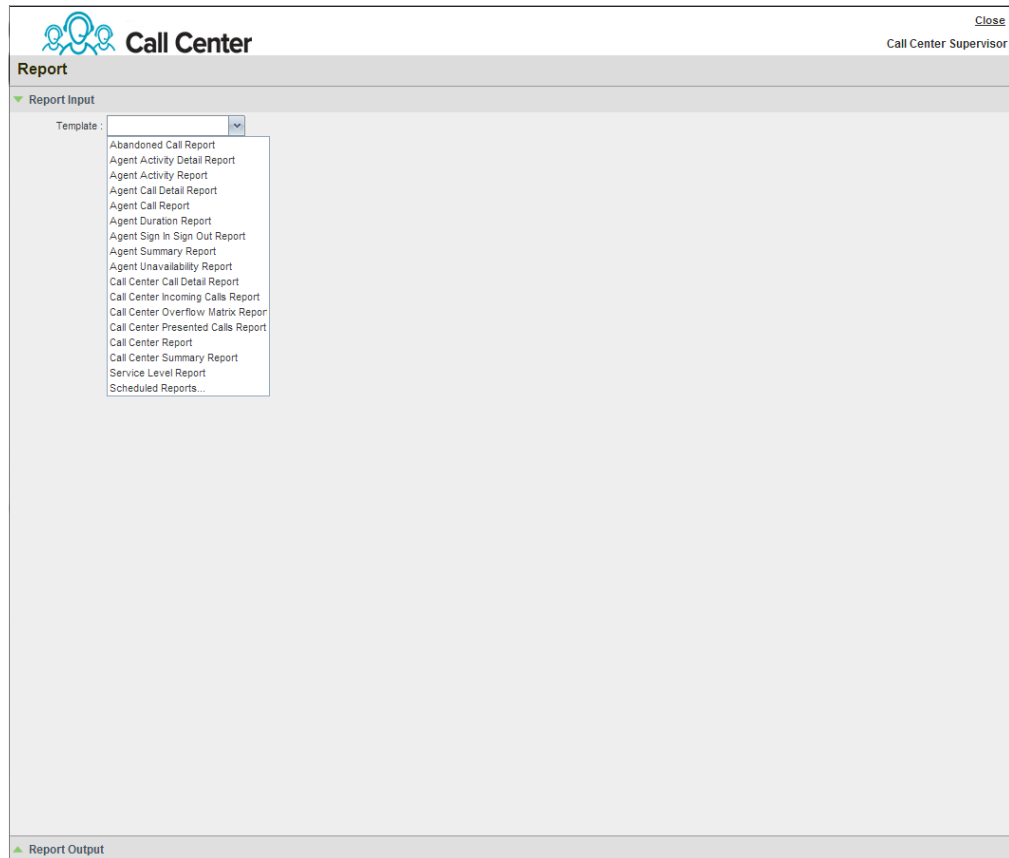 Close
Call Center
Call Center Supervisor
Report
Report Input
Template :
Abandoned Call Report
Agent Activity Detail Report
Agent Activity Report
Agent Call Detail Report
Agent Call Report
Agent Duration Report
Agent Sign In Sign Out Report
Agent Summary Report
Agent Unavailability Report
Call Center Call Detail Report
Call Center Incoming Calls Report
Call Center Overflow Matrix Repor
Call Center Presented Calls Report
Call Center Report
Call Center Summary Report
Service Level Report
Scheduled Reports...
Report Output